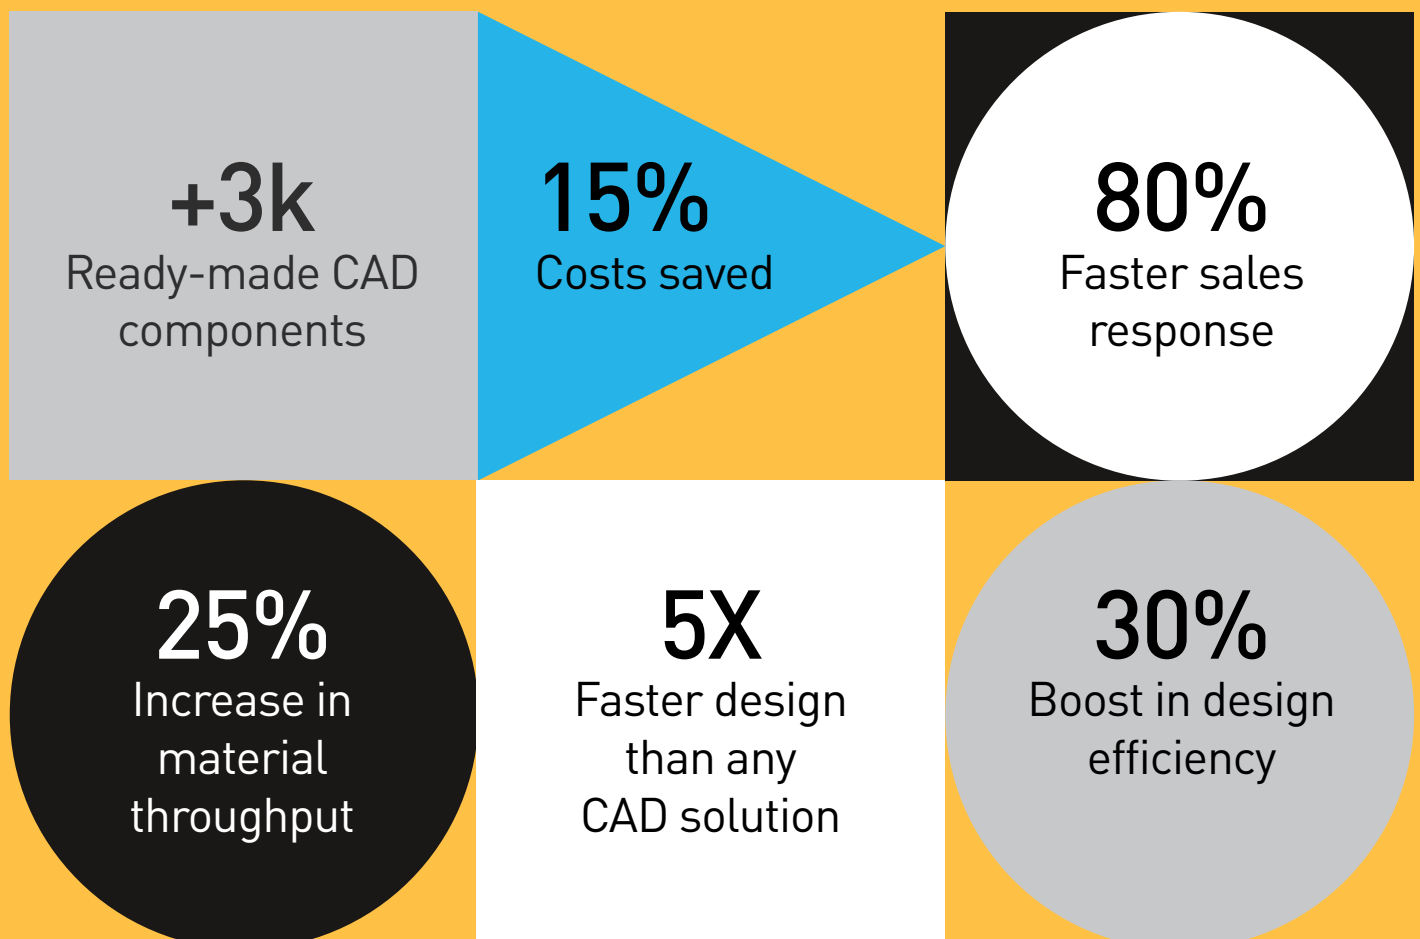 +3k
Ready-made CAD
components
15%
Costs saved
80%
Faster sales
response
25%
Increase in
material
throughput
5X
Faster design
than any
CAD solution
30%
Boost in design
efficiency